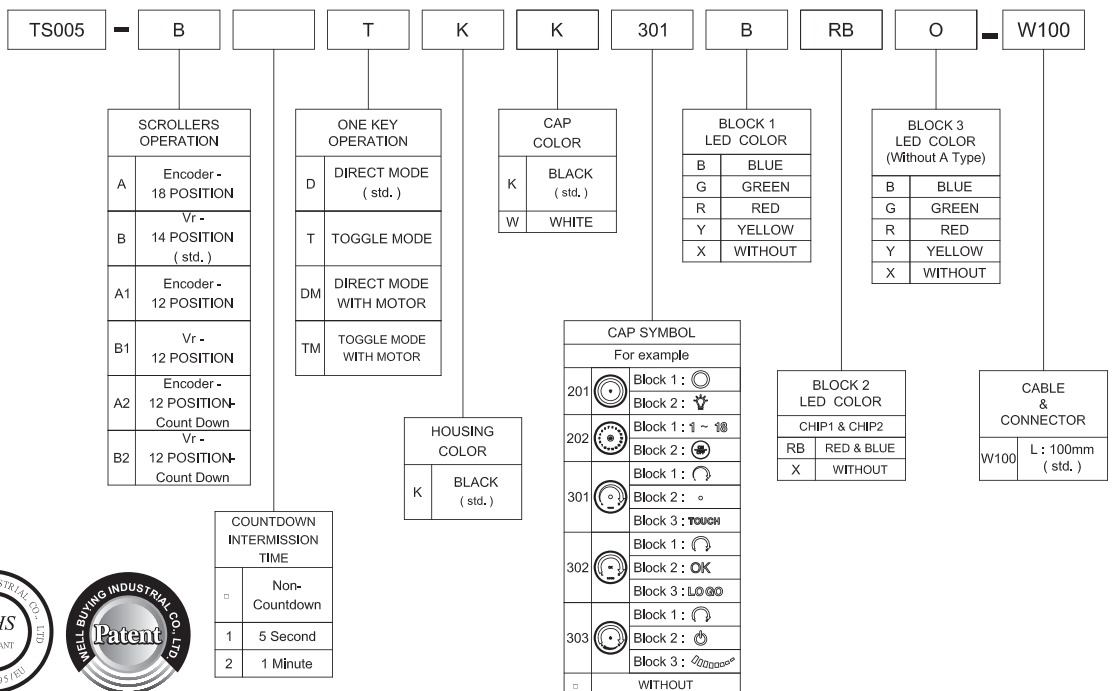 TS005 - B T K K 301 B RB O - W100
SCROLLERS
OPERATION
A Encoder -
18 POSITION
B Vr -
14 POSITION
( std. )
A1 Encoder -
12 POSITION
B1 Vr -
12 POSITION
A2 Encoder -
12 POSITION-
Count Down
B2 Vr -
12 POSITION-
Count Down
COUNTDOWN
INTERMISSION
TIME
□ Non-
Countdown
1 5 Second
2 1 Minute
ONE KEY
OPERATION
D DIRECT MODE
( std. )
T TOGGLE MODE
DM DIRECT MODE
WITH MOTOR
TM TOGGLE MODE
WITH MOTOR
HOUSING
COLOR
K BLACK
( std. )
CAP
COLOR
K BLACK
( std. )
W WHITE
CAP SYMBOL
For example
201 Block 1 :
Block 2 :
202 Block 1 : 1 ~ 18
Block 2 :
301 Block 1 :
Block 2 :
Block 3 : TOUCH
302 Block 1 :
Block 2 : OK
Block 3 : LOGO
303 Block 1 :
Block 2 :
Block 3 :
□ WITHOUT
BLOCK 1
LED COLOR
B BLUE
G GREEN
R RED
Y YELLOW
X WITHOUT
BLOCK 2
LED COLOR
CHIP1 & CHIP2
RB RED & BLUE
X WITHOUT
BLOCK 3
LED COLOR
(Without A Type)
B BLUE
G GREEN
R RED
Y YELLOW
X WITHOUT
CABLE
&
CONNECTOR
W100 L : 100mm
( std. )
WELL BUYING INDUSTRIAL CO., LTD
Patent